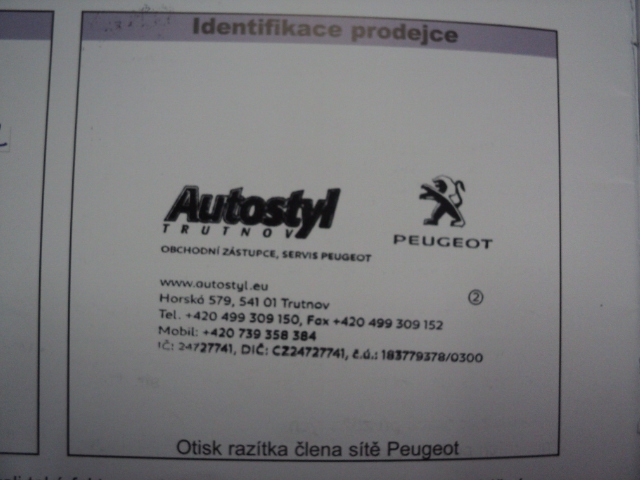 Identifikace prodejce
Autostyl
TRUTNOV
PEUGEOT
OBCHODNÍ ZÁSTUPCE, SERVIS PEUGEOT
www.autostyl.eu
2
Horská 579, 541 01 Trutnov
Tel. +420 499 309 150, Fax +420 499 309 152
Mobil: +420 739 358 384
IČ: 24727741, DIČ: CZ24727741, č.ú.: 183779378/0300
Otisk razítka člena sítě Peugeot